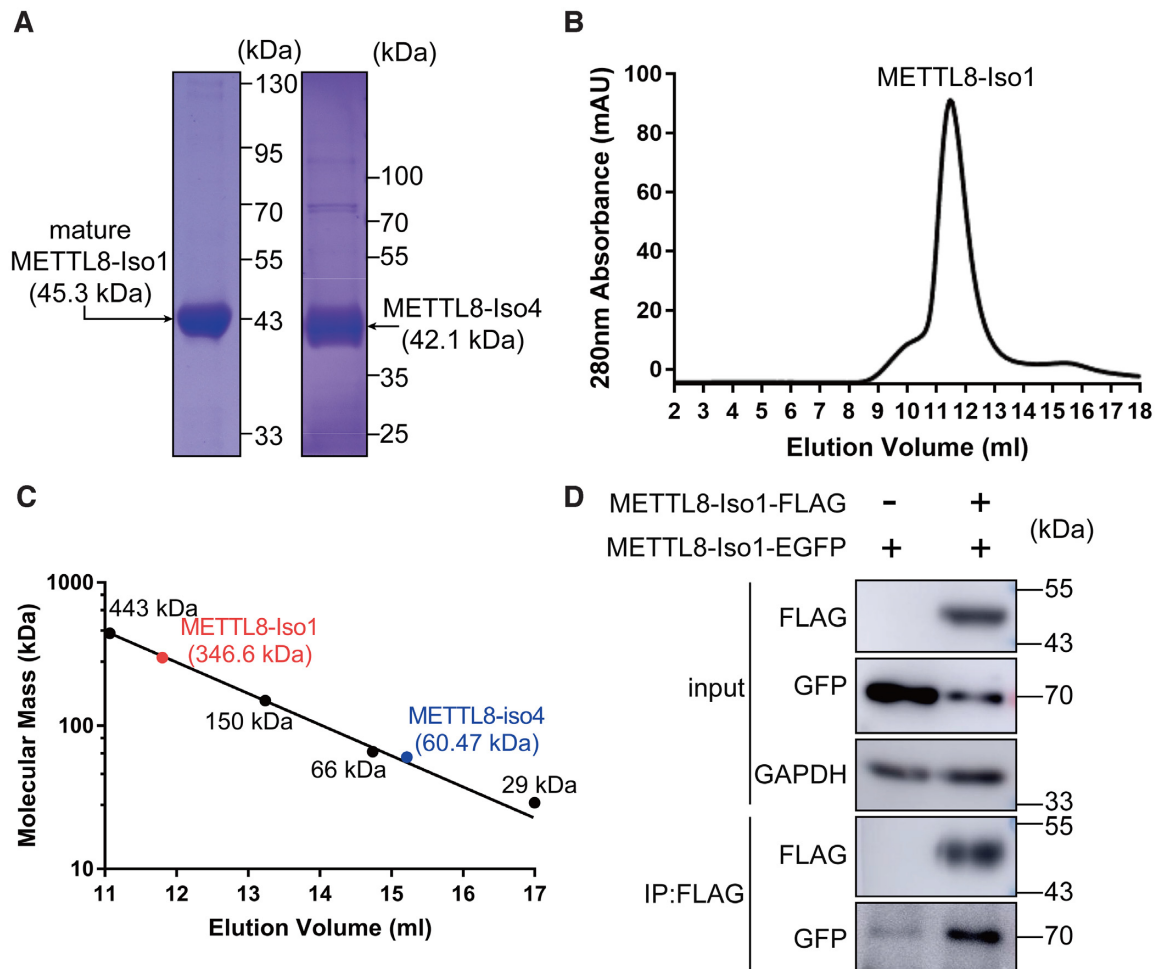 A
(kDa)
(kDa)
130
95
70
55
43
33
100
70
55
35
25
mature
METTL8-Iso1
(45.3 kDa)
METTL8-Iso4
(42.1 kDa)
B
METTL8-Iso1
280nm Absorbance (mAU)
100
80
60
40
20
0
2 3 4 5 6 7 8 9 10 11 12 13 14 15 16 17 18
Elution Volume (ml)
C
Molecular Mass (kDa)
1000
100
10
443 kDa
METTL8-Iso1
(346.6 kDa)
150 kDa
METTL8-iso4
(60.47 kDa)
66 kDa
29 kDa
11 12 13 14 15 16 17
Elution Volume (ml)
D
METTL8-Iso1-FLAG - +
(kDa)
METTL8-Iso1-EGFP + +
input
FLAG
55
43
GFP
70
GAPDH
33
IP:FLAG
FLAG
55
43
GFP
70